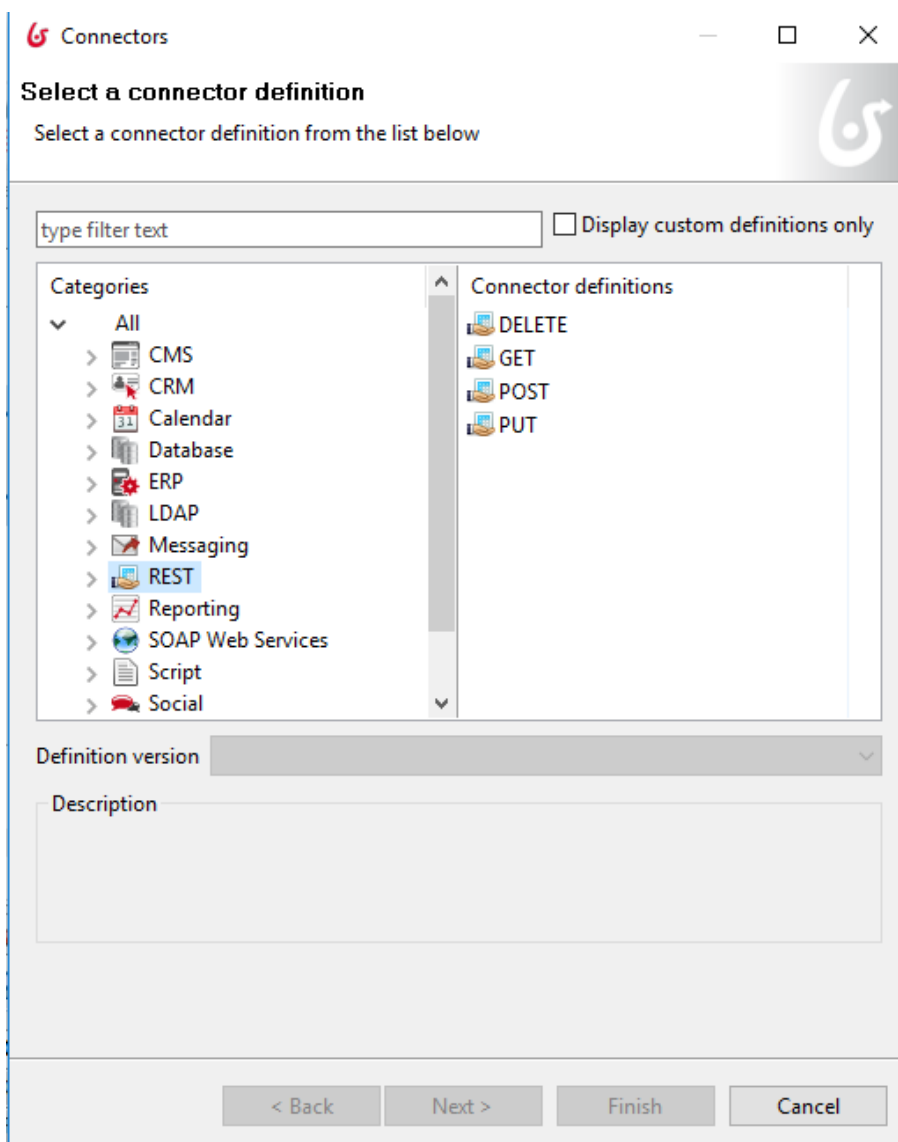 Connectors
Select a connector definition
Select a connector definition from the list below
type filter text
Display custom definitions only
Categories
All
CMS
CRM
31 Calendar
Database
ERP
LDAP
Messaging
REST
Reporting
SOAP Web Services
Script
Social
Connector definitions
DELETE
GET
POST
PUT
Definition version
Description
< Back
Next >
Finish
Cancel